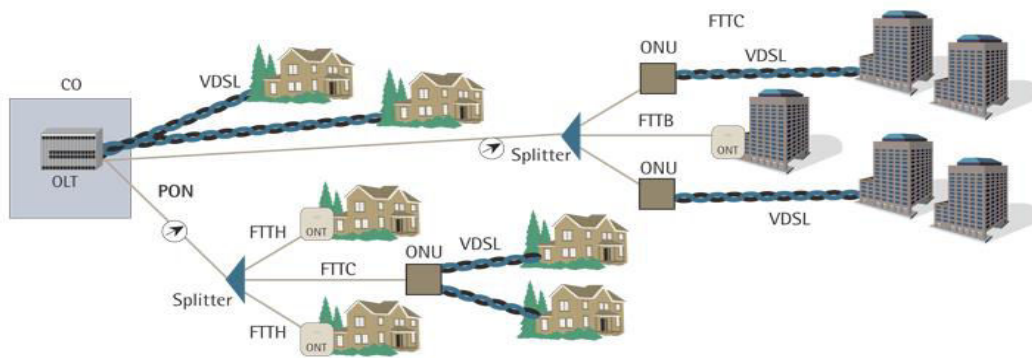 CO
OLT
VDSL
PON
Splitter
FTTH
ONT
FTTC
ONU
VDSL
FTTH
ONT
Splitter
ONU
FTTC
VDSL
FTTB
ONT
ONU
VDSL